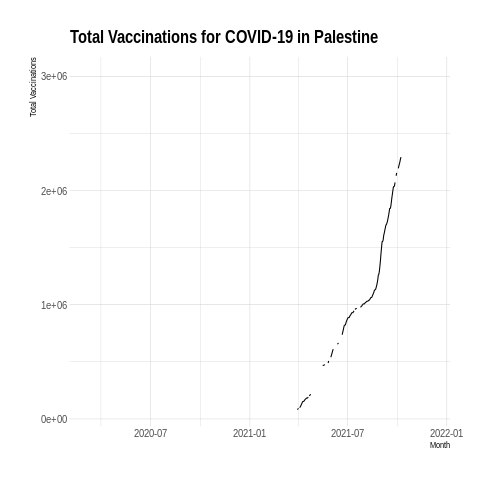 Total Vaccinations for COVID-19 in Palestine
Total Vaccinations
3e+06
2e+06
1e+06
0e+00
2020-07
2021-01
2021-07
2022-01
Month